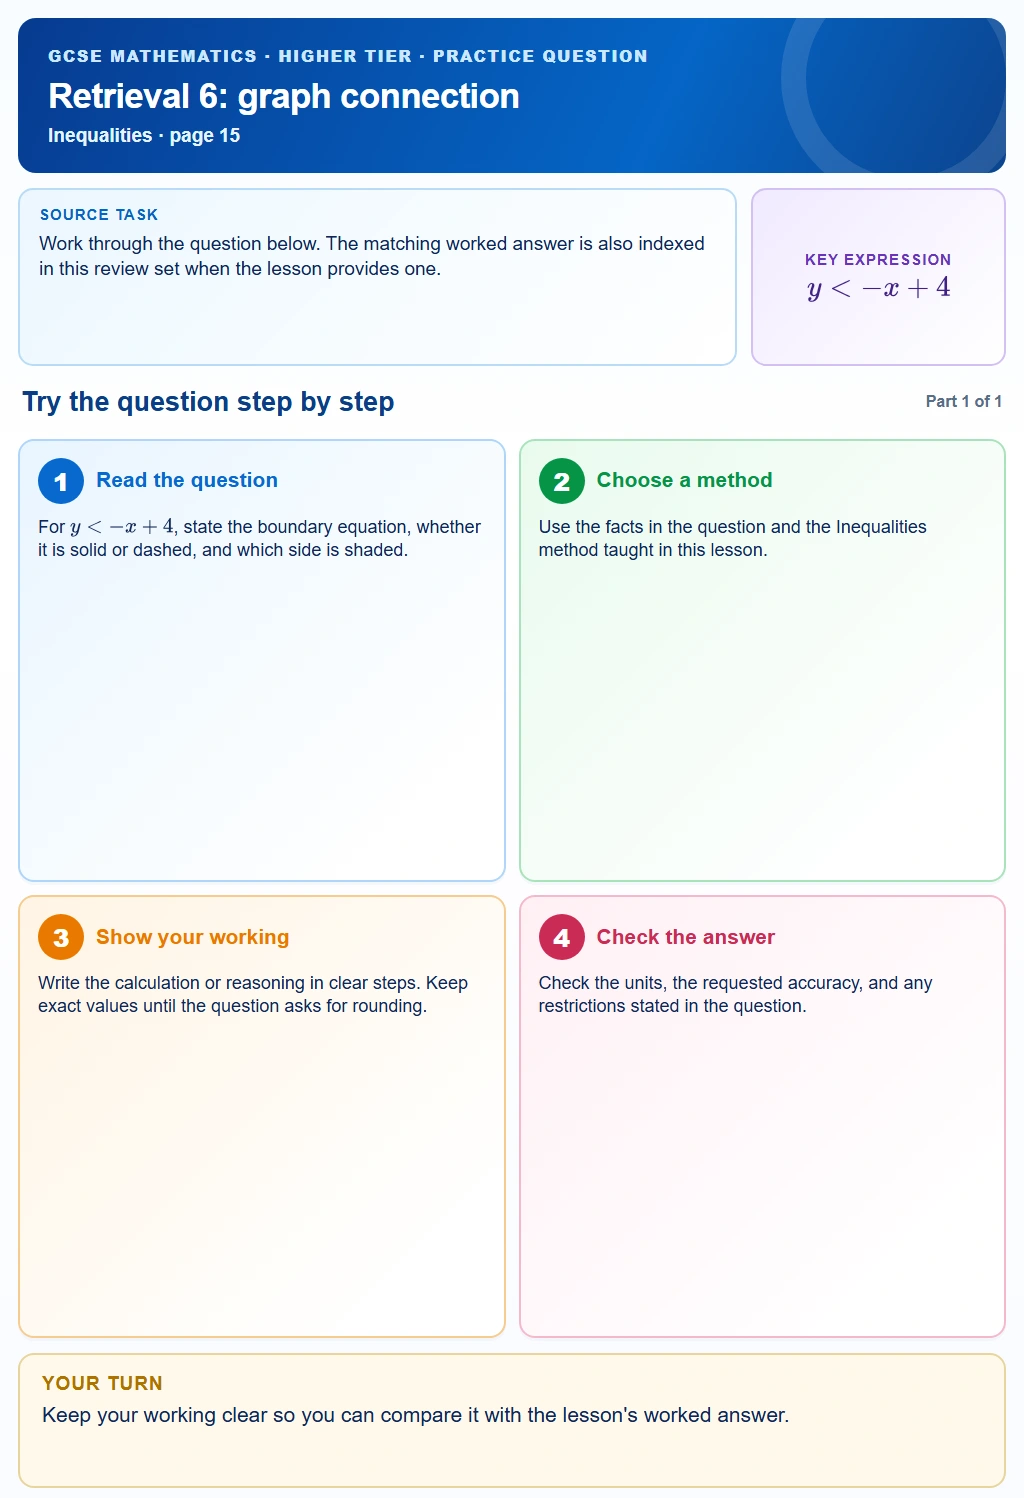 GCSE MATHEMATICS · HIGHER TIER · PRACTICE QUESTION
Retrieval 6: graph connection
Inequalities · page 15
SOURCE TASK
Work through the question below. The matching worked answer is also indexed
in this review set when the lesson provides one.
KEY EXPRESSION
y < −x + 4
Try the question step by step
Part 1 of 1
1 Read the question
For y < −x + 4, state the boundary equation, whether
it is solid or dashed, and which side is shaded.
2 Choose a method
Use the facts in the question and the Inequalities
method taught in this lesson.
3 Show your working
Write the calculation or reasoning in clear steps. Keep
exact values until the question asks for rounding.
4 Check the answer
Check the units, the requested accuracy, and any
restrictions stated in the question.
YOUR TURN
Keep your working clear so you can compare it with the lesson's worked answer.